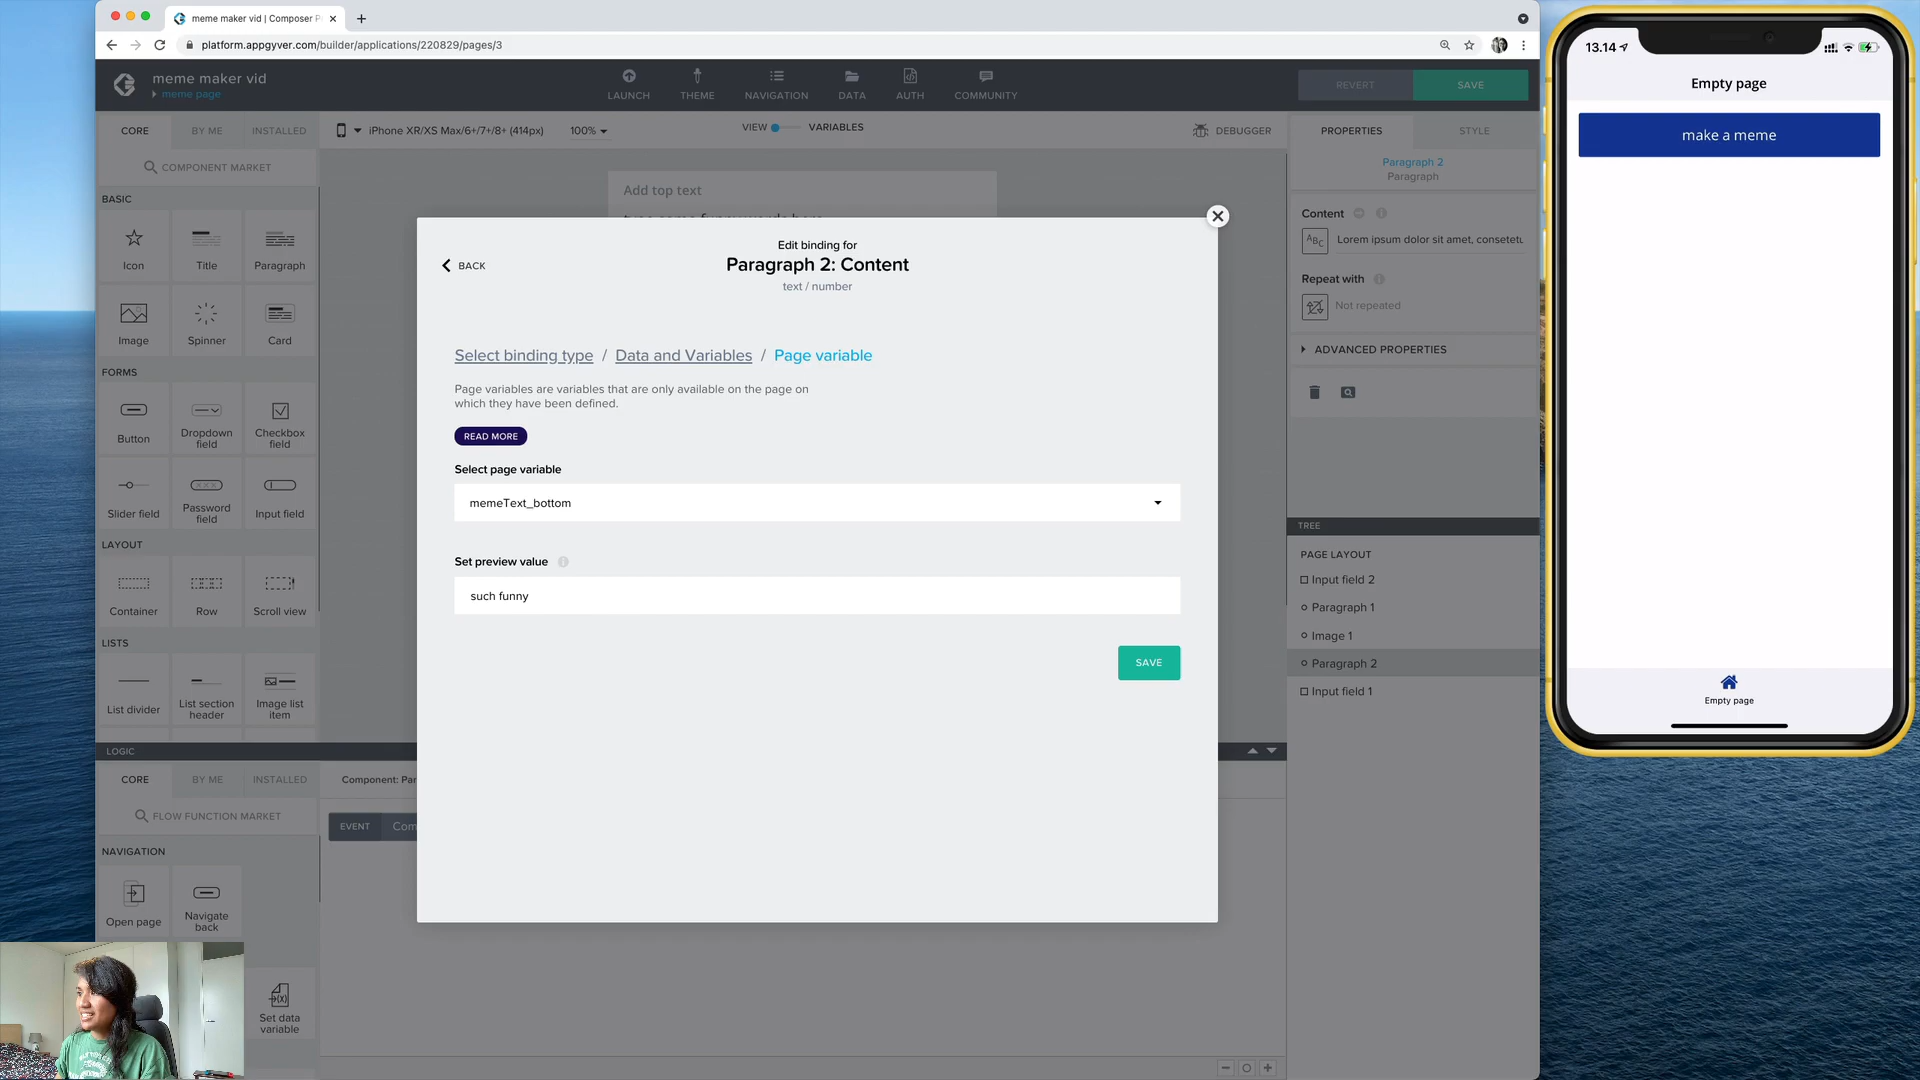 meme maker vid | Composer P
platform.appgyver.com/builder/applications/220829/pages/3
meme maker vid
meme page
LAUNCH
THEME
NAVIGATION
DATA
AUTH
COMMUNITY
REVERT
SAVE
CORE
BY ME
INSTALLED
iPhone XR/XS Max/6+/7+/8+ (414px)
100%
VIEW
VARIABLES
DEBUGGER
PROPERTIES
STYLE
COMPONENT MARKET
Paragraph 2
Paragraph
BASIC
Icon
Title
Paragraph
Image
Spinner
Card
FORMS
Button
Dropdown field
Checkbox field
Slider field
Password field
Input field
LAYOUT
Container
Row
Scroll view
LISTS
List divider
List section header
Image list item
Add top text
Edit binding for
BACK
Paragraph 2: Content
text / number
Select binding type / Data and Variables / Page variable
Page variables are variables that are only available on the page on
which they have been defined.
READ MORE
Select page variable
memeText_bottom
Set preview value
such funny
SAVE
Content
ABC
Lorem ipsum dolor sit amet, consetetu
Repeat with
Not repeated
ADVANCED PROPERTIES
TREE
PAGE LAYOUT
Input field 2
Paragraph 1
Image 1
Paragraph 2
Input field 1
LOGIC
CORE
BY ME
INSTALLED
Component: Par
FLOW FUNCTION MARKET
EVENT
Com
NAVIGATION
Open page
Navigate back
Set data variable
13.14
Empty page
make a meme
Empty page